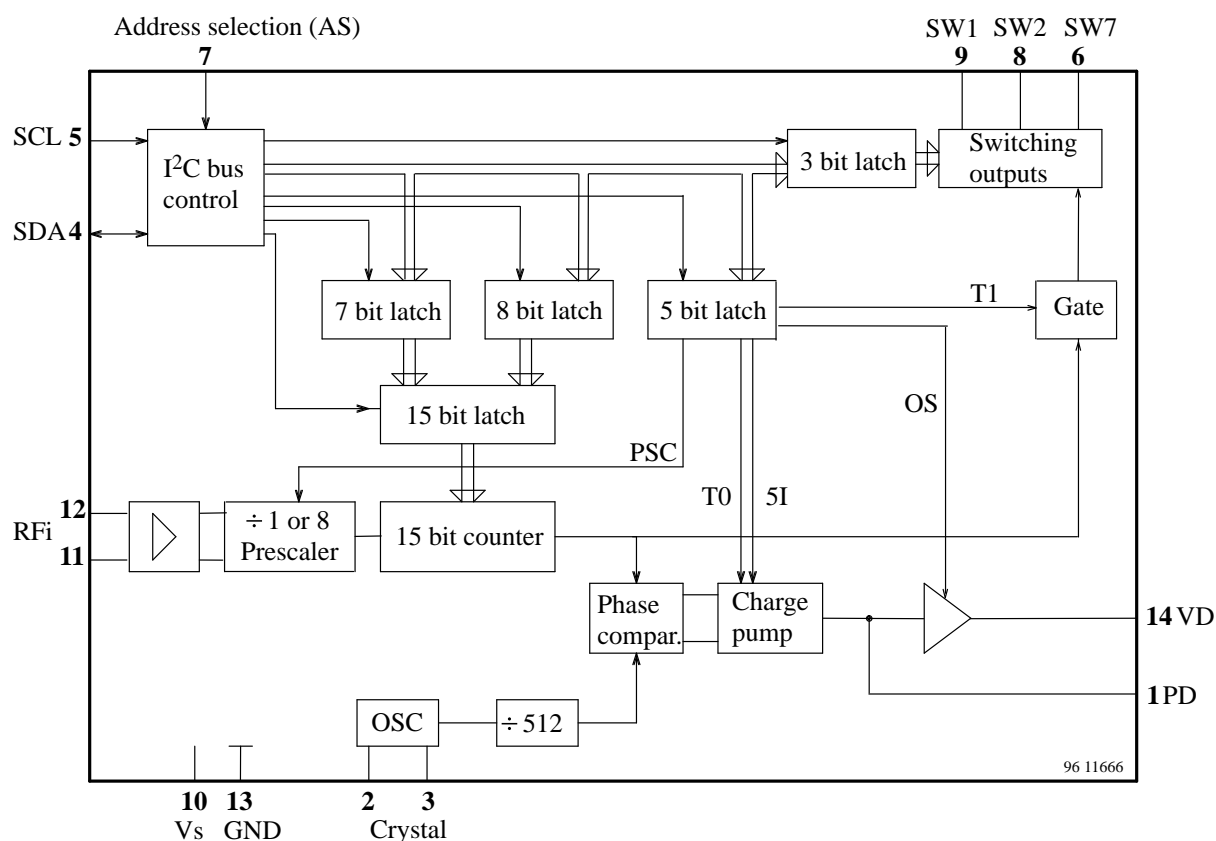 Address selection (AS)
7
SW1 SW2 SW7
9 8 6
SCL 5
I²C bus
control
3 bit latch
Switching
outputs
SDA 4
7 bit latch
8 bit latch
5 bit latch
T1
Gate
15 bit latch
OS
PSC
T0 5I
12
RFi
11
÷ 1 or 8
Prescaler
15 bit counter
Phase
compar.
Charge
pump
14 VD
1 PD
OSC
÷ 512
96 11666
10 13 2 3
Vs GND Crystal